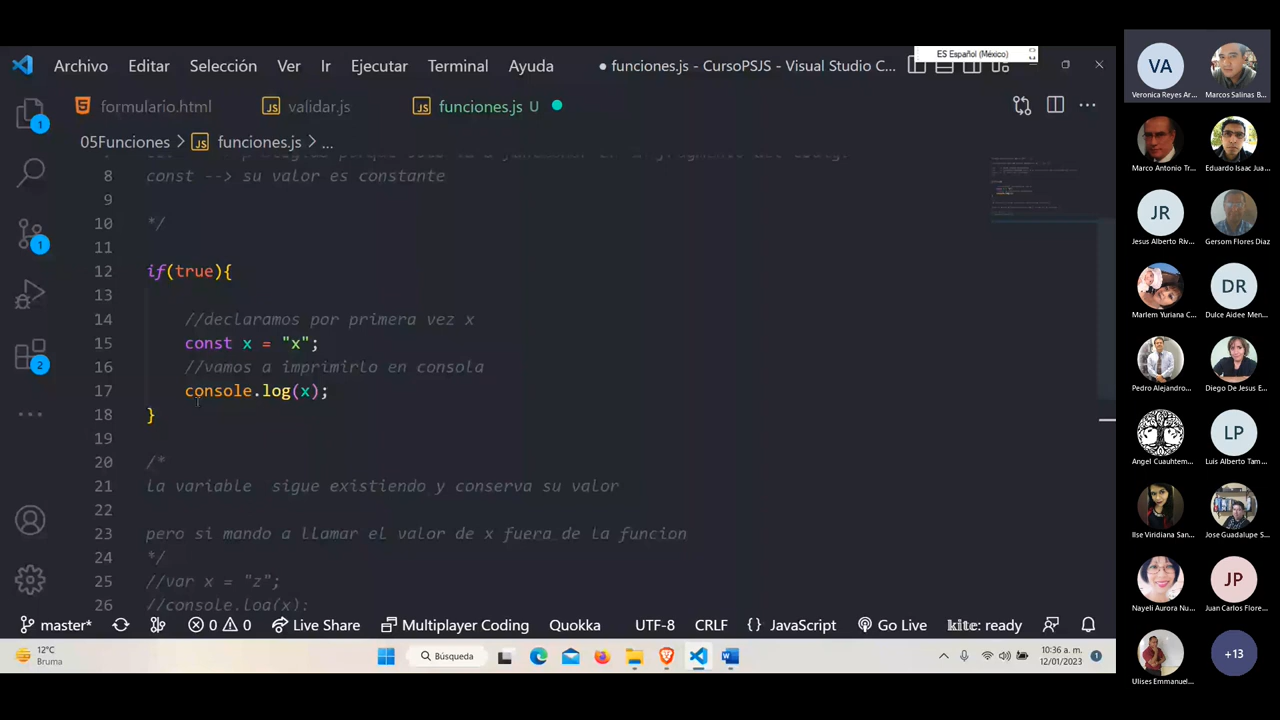 ES Español (México)
Archivo Editar Selección Ver Ir Ejecutar Terminal Ayuda ● funciones.js - CursoPSJS - Visual Studio C...
formulario.html JS validar.js JS funciones.js U
05Funciones > JS funciones.js > ...
8 const --> su valor es constante
9
10 */
11
12 if(true){
13
14 //declaramos por primera vez x
15 const x = "x";
16 //vamos a imprimirlo en consola
17 console.log(x);
18 }
19
20 /*
21 la variable  sigue existiendo y conserva su valor
22
23 pero si mando a llamar el valor de x fuera de la funcion
24 */
25 //var x = "z";
26 //console.log(x);
1
1
2
master* 0 0 Live Share Multiplayer Coding Quokka UTF-8 CRLF {} JavaScript Go Live kite: ready
12°C
Bruma
Búsqueda
10:36 a. m.
12/01/2023
1
VA
Veronica Reyes Ar...
Marcos Salinas B...
Marco Antonio Tr...
Eduardo Isaac Jua...
JR
Jesus Alberto Riv...
Gersom Flores Diaz
Marlem Yuriana C...
DR
Dulce Aidee Men...
Pedro Alejandro...
Diego De Jesus E...
Angel Cuauhtem...
LP
Luis Alberto Tam...
Ilse Viridiana San...
Jose Guadalupe S...
Nayeli Aurora Nu...
JP
Juan Carlos Flore...
Ulises Emmanuel...
+13